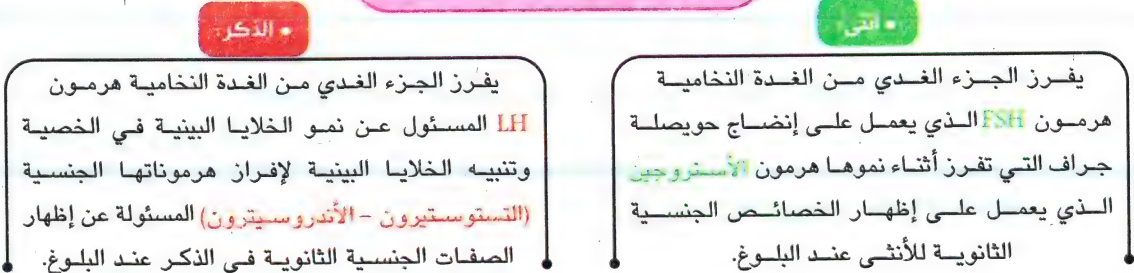 • أنثى:
يفرز الجزء الغدي من الغدة النخامية
هرمون FSH الذي يعمل على إنضاج حويصلة
جراف التي تفرز أثناء نموها هرمون الأستروجين
الذي يعمل على إظهار الخصائص الجنسية
الثانوية للأنثى عند البلوغ.
• الذكر:
يفرز الجزء الغدي من الغدة النخامية هرمون
LH المسئول عن نمو الخلايا البينية في الخصية
وتنبيه الخلايا البينية لإفراز هرموناتها الجنسية
(التستوستيرون - الأندروسيترون) المسئولة عن إظهار
الصفات الجنسية الثانوية في الذكر عند البلوغ.